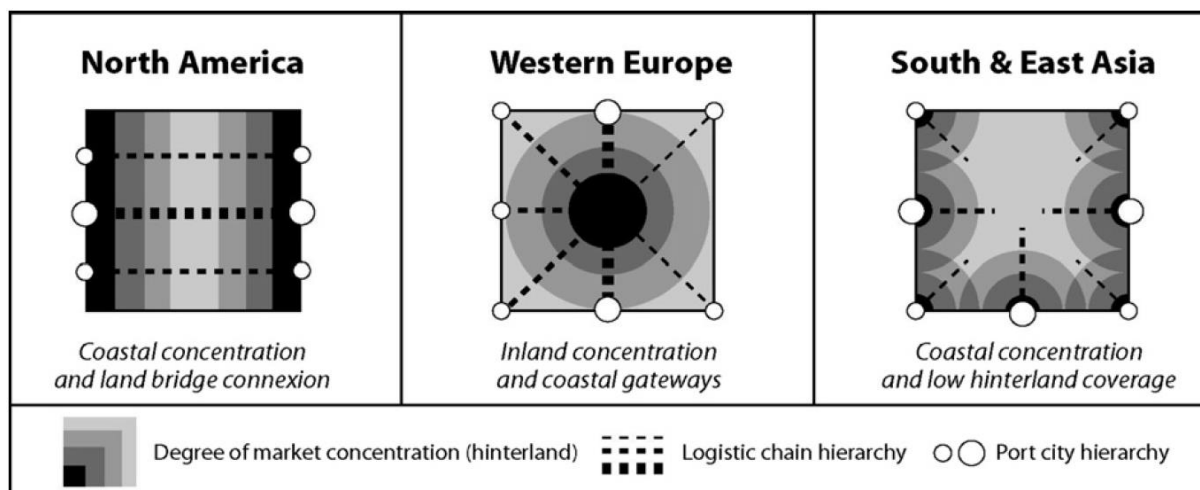 North America
Western Europe
South & East Asia
Coastal concentration
and land bridge connexion
Inland concentration
and coastal gateways
Coastal concentration
and low hinterland coverage
Degree of market concentration (hinterland)
Logistic chain hierarchy
Port city hierarchy